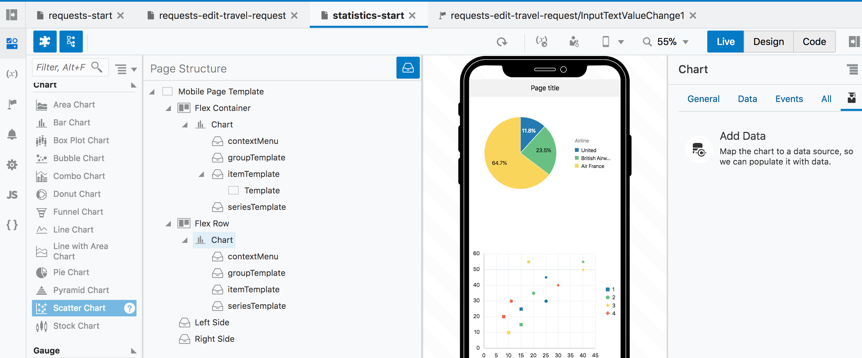 requests-start
requests-edit-travel-request
statistics-start
requests-edit-travel-request/InputTextValueChange1
55%
Live
Design
Code
Filter, Alt+F
Chart
Area Chart
Bar Chart
Box Plot Chart
Bubble Chart
Combo Chart
Donut Chart
Funnel Chart
Line Chart
Line with Area
Chart
Pie Chart
Pyramid Chart
Scatter Chart
Stock Chart
Gauge
(x)
JS
{ }
Page Structure
Mobile Page Template
Flex Container
Chart
contextMenu
groupTemplate
itemTemplate
Template
seriesTemplate
Flex Row
Chart
contextMenu
groupTemplate
itemTemplate
seriesTemplate
Left Side
Right Side
Page title
11.8%
23.5%
64.7%
Airline
United
British Airw...
Air France
60
50
40
30
20
10
0
0 5 10 15 20 25 30 35 40 45
1
2
3
4
Chart
General
Data
Events
All
Add Data
Map the chart to a data source, so
we can populate it with data.